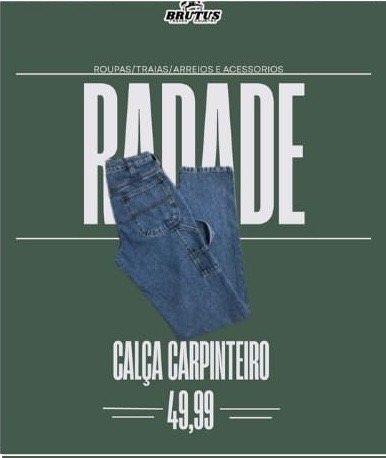 BRUTUS
ROUPAS/TRAIAS/ARREIOS E ACESSORIOS
RADADE
CALÇA CARPINTEIRO
49,99